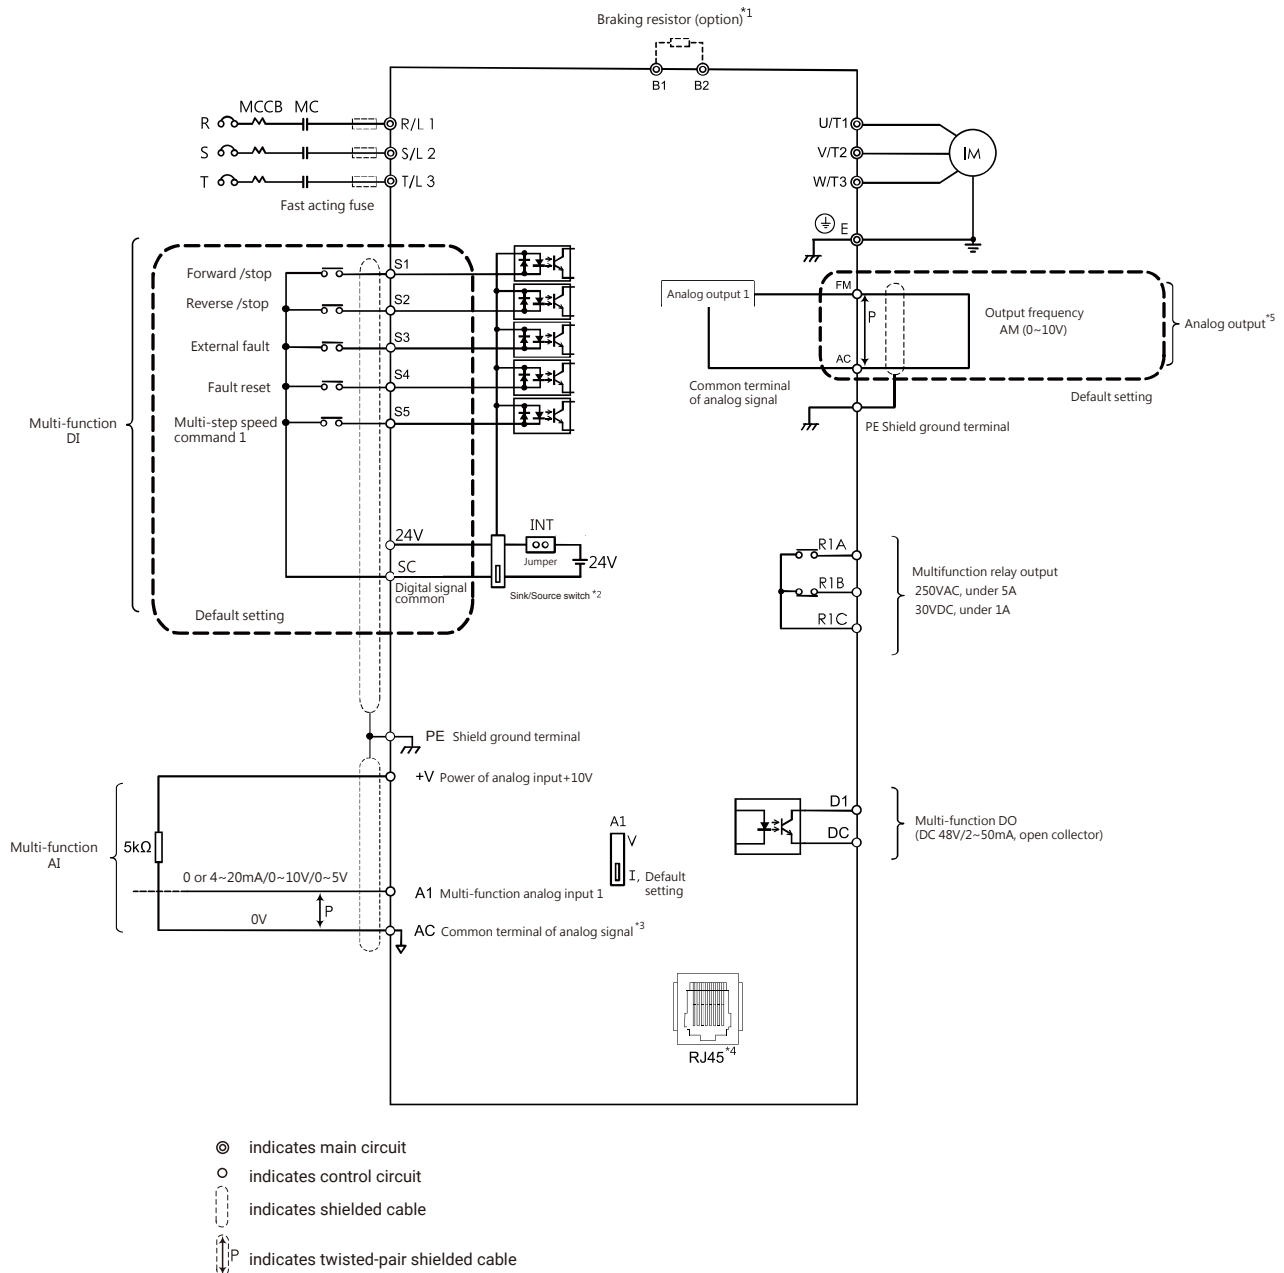 Braking resistor (option)*1
B1 B2
MCCB MC
R R/L 1
S S/L 2
T T/L 3
Fast acting fuse
U/T1
V/T2
W/T3
IM
E
Multi-function
DI
Forward /stop
Reverse /stop
External fault
Fault reset
Multi-step speed
command 1
S1
S2
S3
S4
S5
24V
SC
Digital signal
common
Default setting
INT
Jumper
24V
Sink/Source switch *2
Analog output 1
FM
P
AC
Output frequency
AM (0~10V)
Analog output*5
Common terminal
of analog signal
Default setting
PE Shield ground terminal
R1A
R1B
R1C
Multifunction relay output
250VAC, under 5A
30VDC, under 1A
PE Shield ground terminal
+V Power of analog input+10V
Multi-function
AI
5kΩ
0 or 4~20mA/0~10V/0~5V
P
0V
A1 Multi-function analog input 1
AC Common terminal of analog signal *3
A1
V
I, Default
setting
D1
DC
Multi-function DO
(DC 48V/2~50mA, open collector)
RJ45*4
indicates main circuit
indicates control circuit
indicates shielded cable
P indicates twisted-pair shielded cable